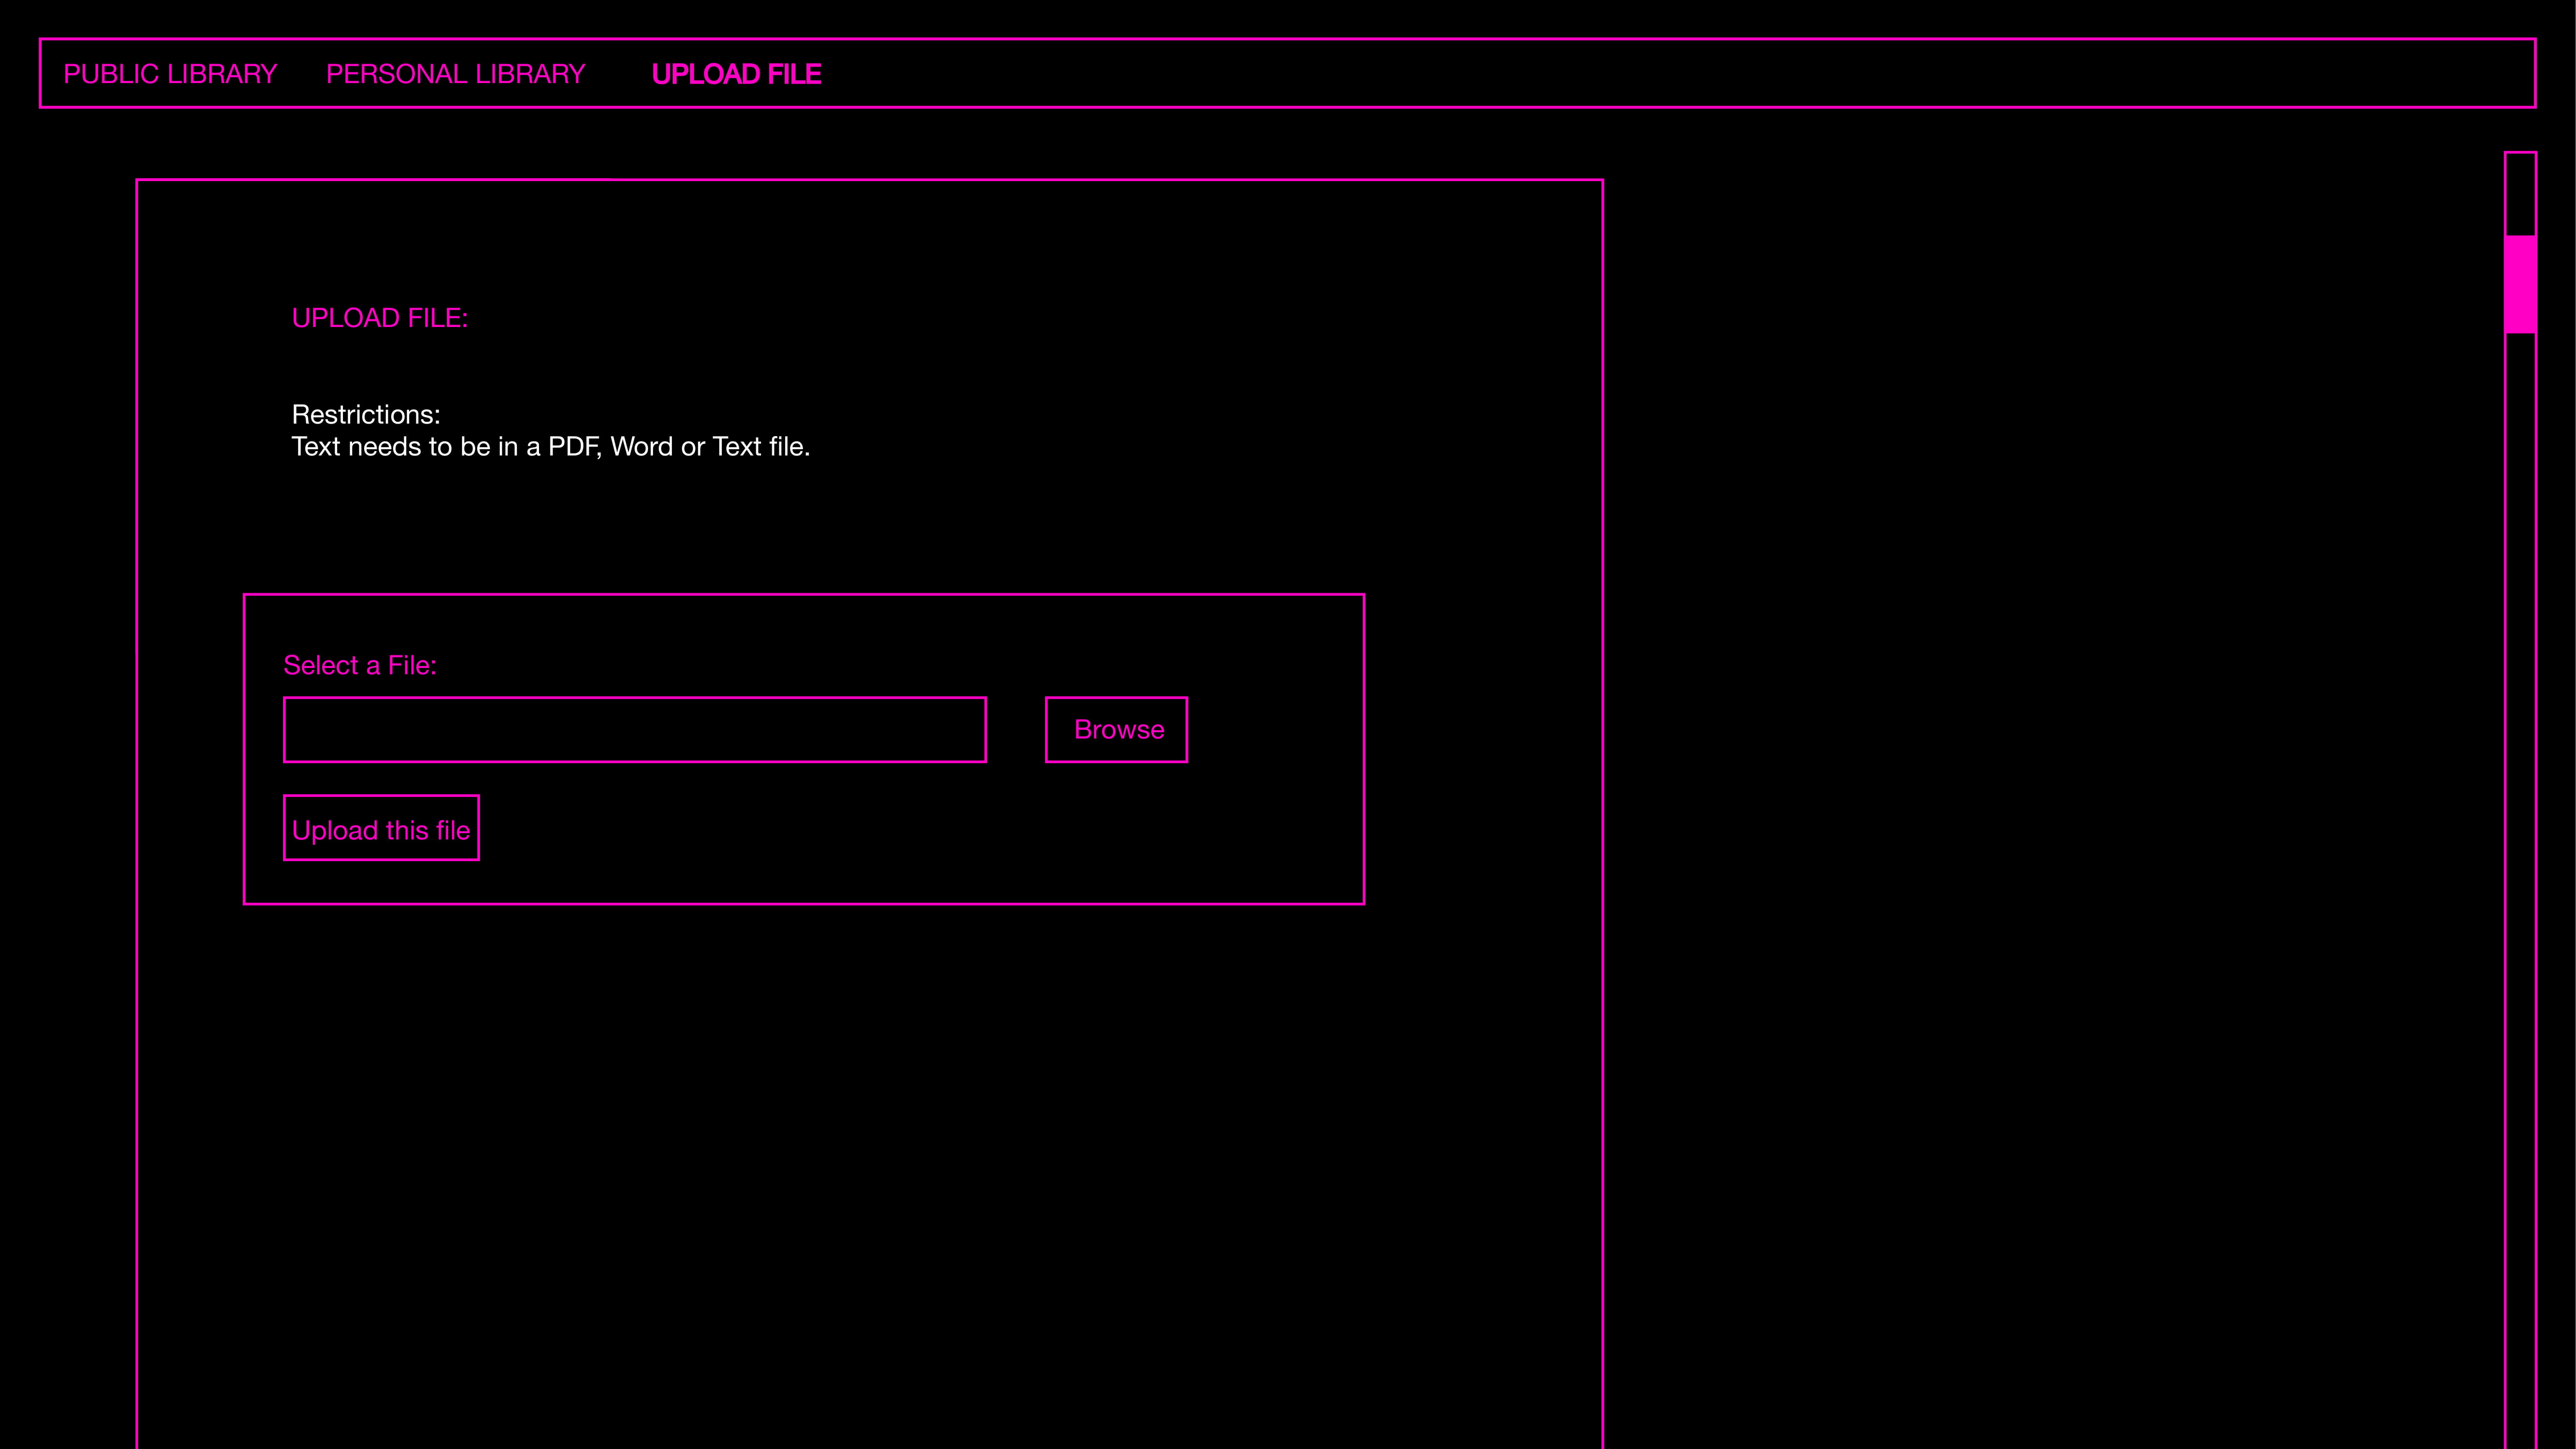 PUBLIC LIBRARY PERSONAL LIBRARY UPLOAD FILE
UPLOAD FILE:
Restrictions:
Text needs to be in a PDF, Word or Text file.
Select a File:
Browse
Upload this file